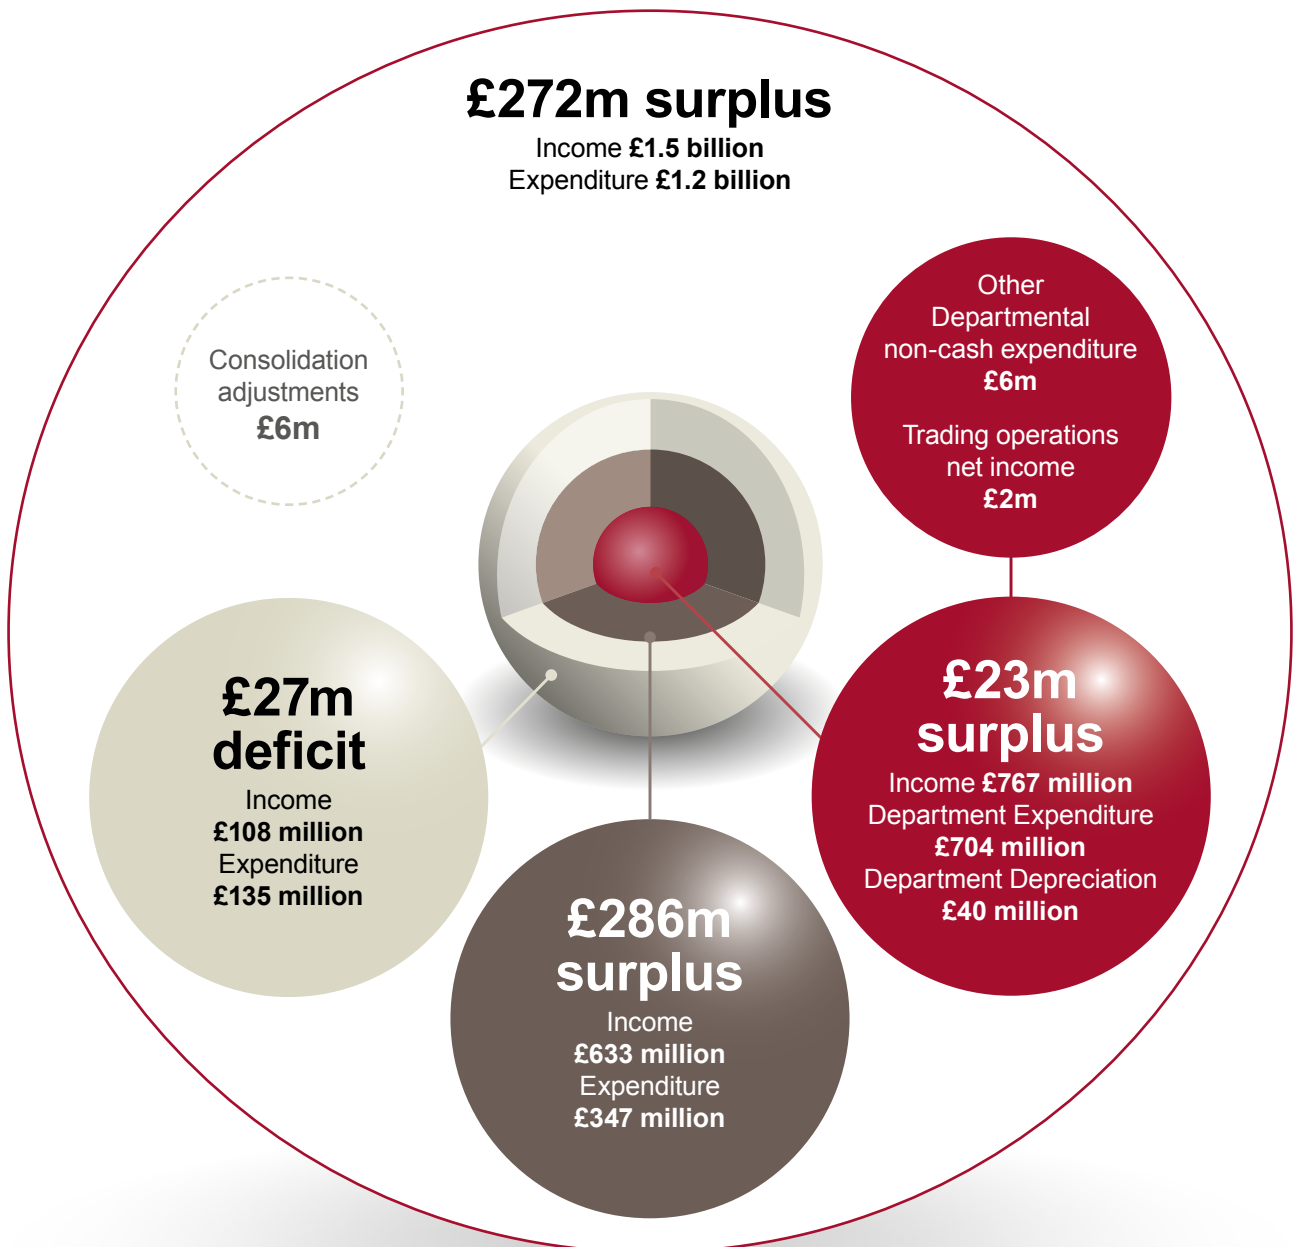 £272m surplus
Income £1.5 billion
Expenditure £1.2 billion
Consolidation
adjustments
£6m
Other
Departmental
non-cash expenditure
£6m
Trading operations
net income
£2m
£27m
deficit
Income
£108 million
Expenditure
£135 million
£286m
surplus
Income
£633 million
Expenditure
£347 million
£23m
surplus
Income £767 million
Department Expenditure
£704 million
Department Depreciation
£40 million